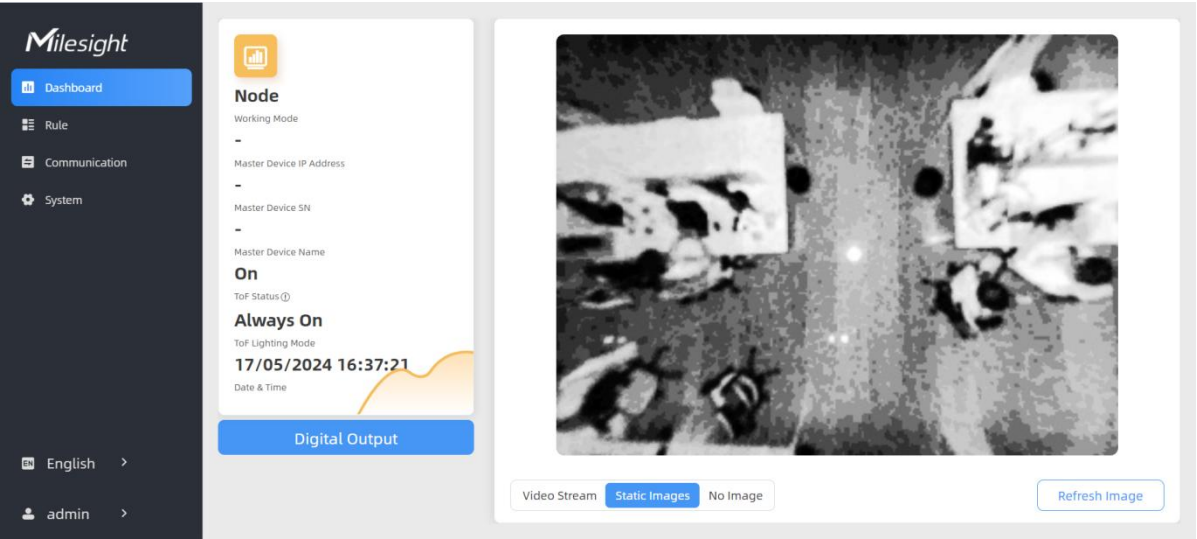 Milesight
Dashboard
Rule
Communication
System
English
admin
Node
Working Mode
-
Master Device IP Address
-
Master Device SN
-
Master Device Name
On
ToF Status
Always On
ToF Lighting Mode
17/05/2024 16:37:21
Date & Time
Digital Output
Video Stream Static Images No Image
Refresh Image